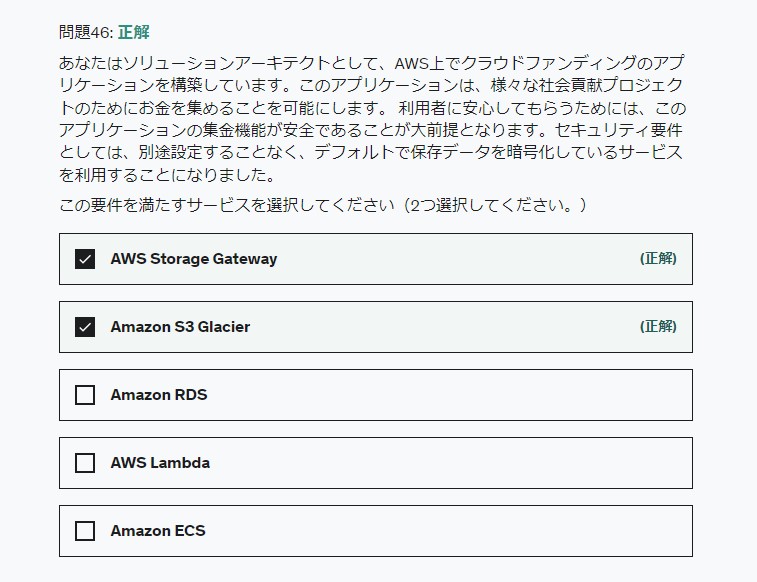 問題46: 正解
あなたはソリューションアーキテクトとして、AWS上でクラウドファンディングのアプ
リケーションを構築しています。このアプリケーションは、様々な社会貢献プロジェク
トのためにお金を集めることを可能にします。 利用者に安心してもらうためには、この
アプリケーションの集金機能が安全であることが大前提となります。セキュリティ要件
としては、別途設定することなく、デフォルトで保存データを暗号化しているサービス
を利用することになりました。
この要件を満たすサービスを選択してください（2つ選択してください。）
AWS Storage Gateway (正解)
Amazon S3 Glacier (正解)
Amazon RDS
AWS Lambda
Amazon ECS